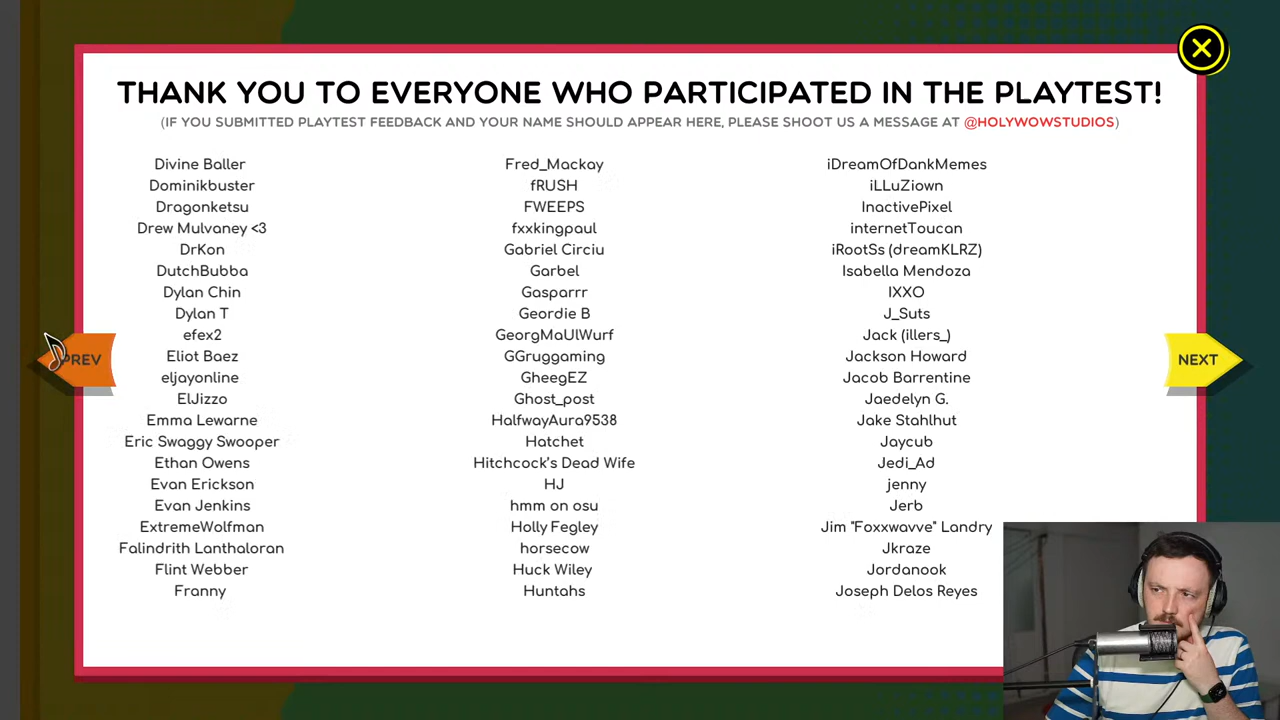 THANK YOU TO EVERYONE WHO PARTICIPATED IN THE PLAYTEST!
(IF YOU SUBMITTED PLAYTEST FEEDBACK AND YOUR NAME SHOULD APPEAR HERE, PLEASE SHOOT US A MESSAGE AT @HOLYWOWSTUDIOS)
Divine Baller
Dominikbuster
Dragonketsu
Drew Mulvaney <3
DrKon
DutchBubba
Dylan Chin
Dylan T
efex2
Eliot Baez
eljayonline
ElJizzo
Emma Lewarne
Eric Swaggy Swooper
Ethan Owens
Evan Erickson
Evan Jenkins
ExtremeWolfman
Falindrith Lanthaloran
Flint Webber
Franny
Fred_Mackay
fRUSH
FWEEPS
fxxkingpaul
Gabriel Circiu
Garbel
Gasparrr
Geordie B
GeorgMaUlWurf
GGruggaming
GheegEZ
Ghost_post
HalfwayAura9538
Hatchet
Hitchcock's Dead Wife
HJ
hmm on osu
Holly Fegley
horsecow
Huck Wiley
Huntahs
iDreamOfDankMemes
iLLuZiown
InactivePixel
internetToucan
iRootSs (dreamKLRZ)
Isabella Mendoza
IXXO
J_Suts
Jack (illers_)
Jackson Howard
Jacob Barrentine
Jaedelyn G.
Jake Stahlhut
Jaycub
Jedi_Ad
jenny
Jerb
Jim "Foxxwavve" Landry
Jkraze
Jordanook
Joseph Delos Reyes
PREV
NEXT